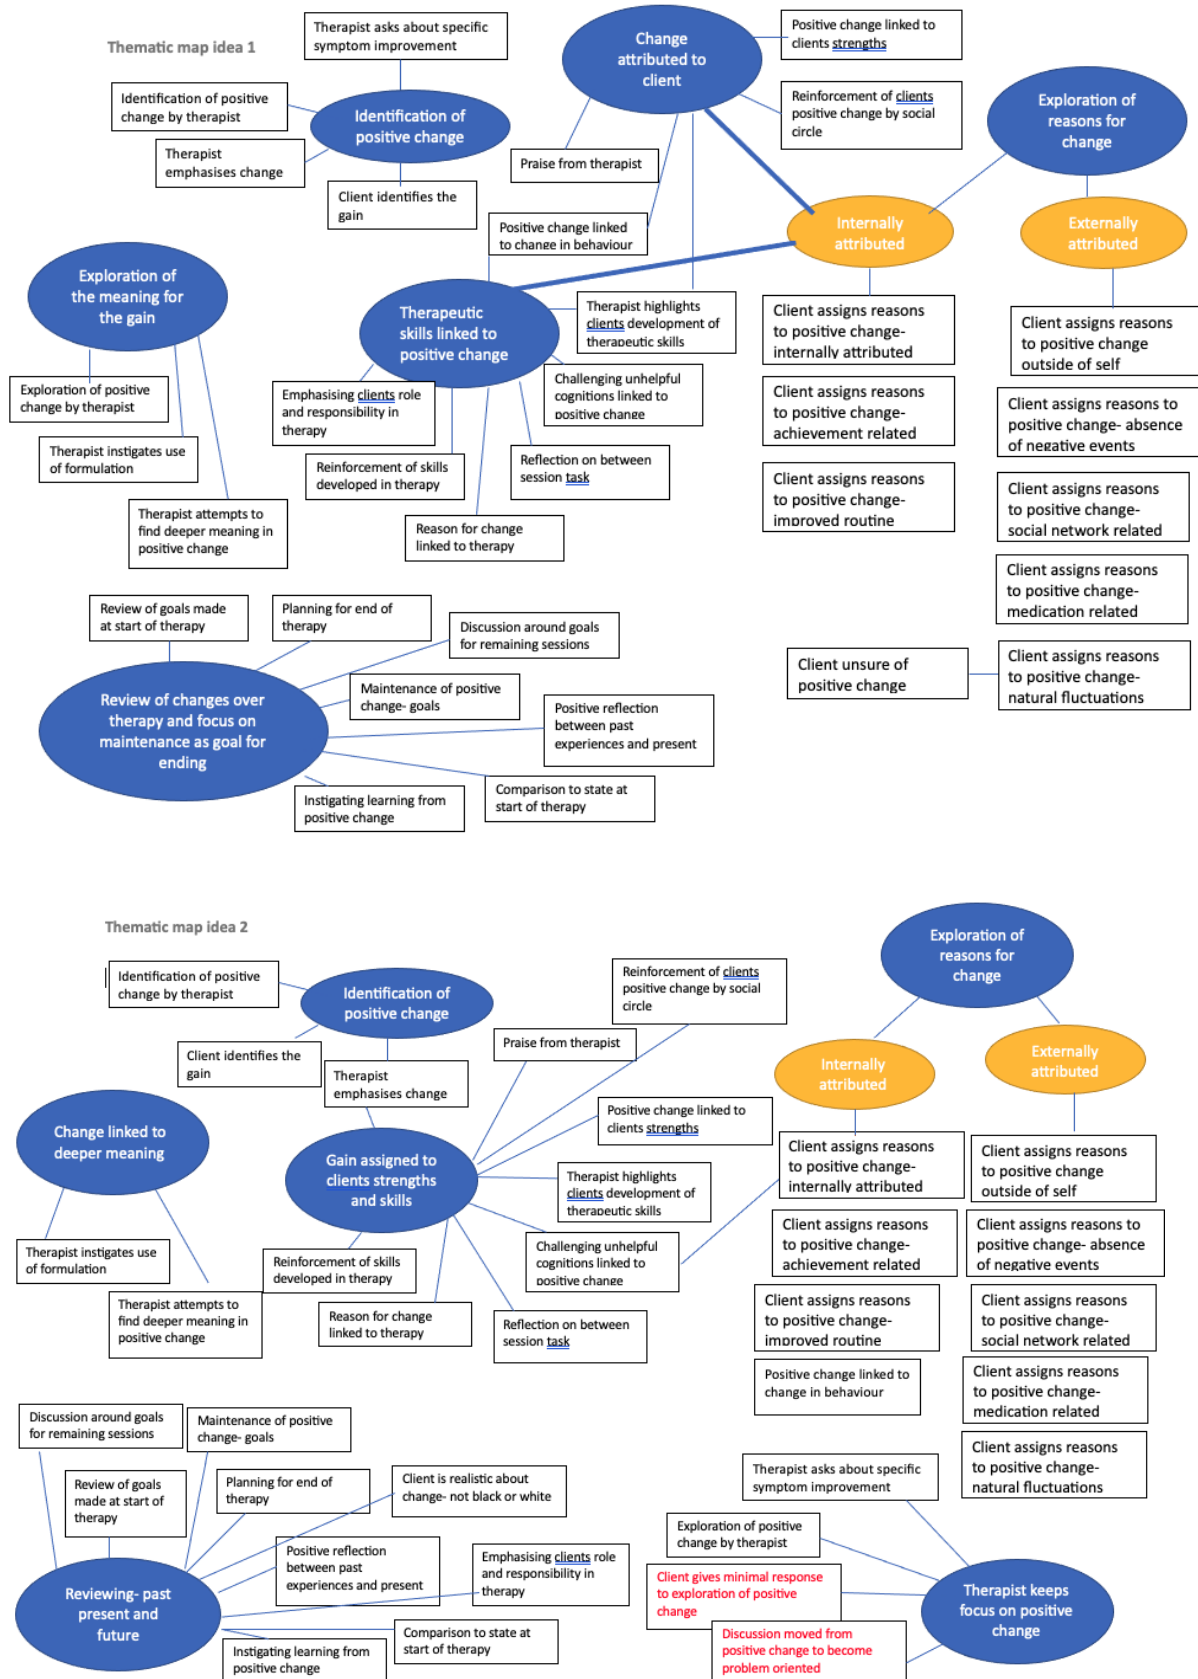 Thematic map idea 1
Therapist asks about specific
symptom improvement
Identification of positive
change by therapist
Identification of
positive change
Therapist
emphasises change
Client identifies the
gain
Change
attributed to
client
Positive change linked to
clients strengths
Reinforcement of clients
positive change by social
circle
Praise from therapist
Positive change linked
to change in behaviour
Exploration of
reasons for
change
Internally
attributed
Externally
attributed
Exploration of
the meaning for
the gain
Exploration of positive
change by therapist
Therapist instigates use
of formulation
Therapist attempts to
find deeper meaning in
positive change
Therapeutic
skills linked to
positive change
Therapist highlights
clients development of
therapeutic skills
Emphasising clients role
and responsibility in
therapy
Challenging unhelpful
cognitions linked to
positive change
Reinforcement of skills
developed in therapy
Reflection on between
session task
Reason for change
linked to therapy
Client assigns reasons
to positive change-
internally attributed
Client assigns reasons
to positive change-
achievement related
Client assigns reasons
to positive change-
improved routine
Client assigns reasons
to positive change
outside of self
Client assigns reasons to
positive change- absence
of negative events
Client assigns reasons
to positive change-
social network related
Client assigns reasons
to positive change-
medication related
Client unsure of
positive change
Client assigns reasons
to positive change-
natural fluctuations
Review of goals made
at start of therapy
Planning for end of
therapy
Discussion around goals
for remaining sessions
Review of changes over
therapy and focus on
maintenance as goal for
ending
Maintenance of positive
change- goals
Positive reflection
between past
experiences and present
Instigating learning from
positive change
Comparison to state at
start of therapy
Thematic map idea 2
Identification of positive
change by therapist
Identification of
positive change
Client identifies the
gain
Therapist
emphasises change
Reinforcement of clients
positive change by social
circle
Praise from therapist
Exploration of
reasons for
change
Internally
attributed
Externally
attributed
Change linked to
deeper meaning
Therapist instigates use
of formulation
Therapist attempts to
find deeper meaning in
positive change
Gain assigned to
clients strengths
and skills
Positive change linked to
clients strengths
Therapist highlights
clients development of
therapeutic skills
Reinforcement of skills
developed in therapy
Challenging unhelpful
cognitions linked to
positive change
Reason for change
linked to therapy
Reflection on between
session task
Client assigns reasons
to positive change-
internally attributed
Client assigns reasons
to positive change-
achievement related
Client assigns reasons
to positive change-
improved routine
Positive change linked to
change in behaviour
Client assigns reasons
to positive change
outside of self
Client assigns reasons to
positive change- absence
of negative events
Client assigns reasons
to positive change-
social network related
Client assigns reasons
to positive change-
medication related
Client assigns reasons
to positive change-
natural fluctuations
Discussion around goals
for remaining sessions
Maintenance of positive
change- goals
Review of goals
made at start of
therapy
Planning for end of
therapy
Client is realistic about
change- not black or white
Positive reflection
between past
experiences and present
Emphasising clients role
and responsibility in
therapy
Reviewing- past
present and
future
Instigating learning from
positive change
Comparison to state at
start of therapy
Therapist asks about specific
symptom improvement
Exploration of positive
change by therapist
Client gives minimal response
to exploration of positive
change
Discussion moved from
positive change to become
problem oriented
Therapist keeps
focus on positive
change